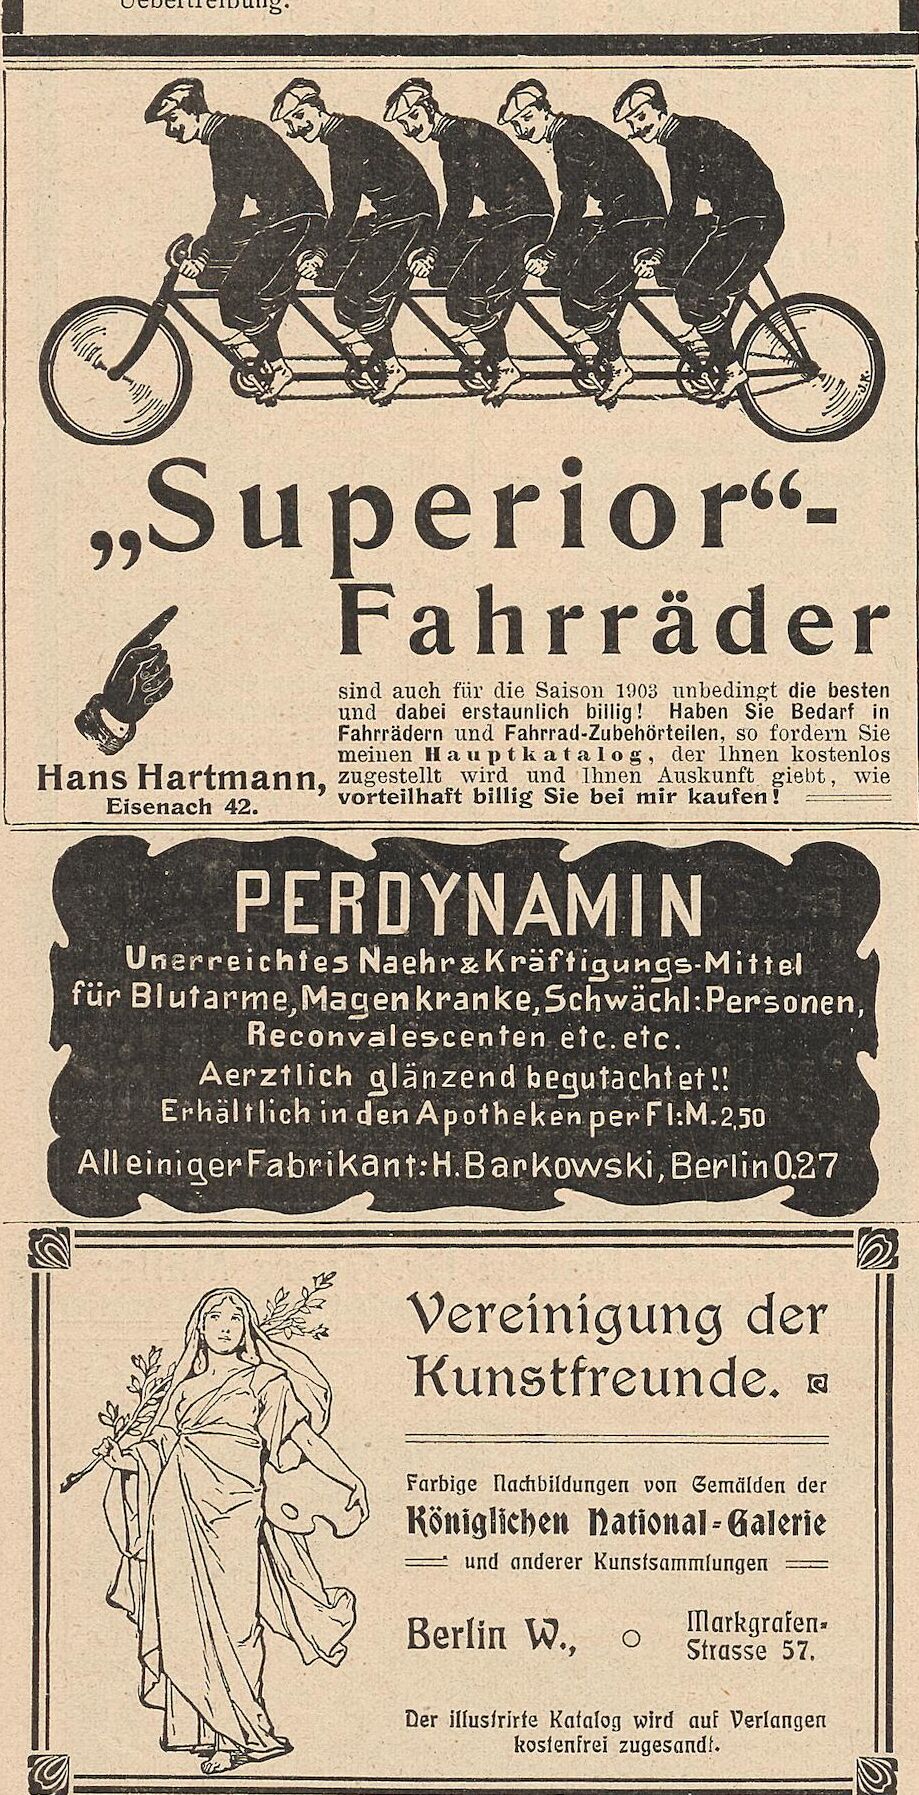 Uebertreibung.
J.R.
„Superior“-
Fahrräder
sind auch für die Saison 1903 unbedingt die besten
und dabei erstaunlich billig! Haben Sie Bedarf in
Fahrrädern und Fahrrad-Zubehörteilen, so fordern Sie
meinen Hauptkatalog, der Ihnen kostenlos
zugestellt wird und Ihnen Auskunft giebt, wie
vorteilhaft billig Sie bei mir kaufen!
Hans Hartmann,
Eisenach 42.
PERDYNAMIN
Unerreichtes Naehr & Kräftigungs-Mittel
für Blutarme, Magenkranke, Schwächl: Personen,
Reconvalescenten etc. etc.
Aerztlich glänzend begutachtet!!
Erhältlich in den Apotheken per Fl: M. 2,50
Alleiniger Fabrikant: H. Barkowski, Berlin O.27
Vereinigung der
Kunstfreunde.
Farbige Nachbildungen von Gemälden der
Königlichen National-Galerie
und anderer Kunstsammlungen
Berlin W., Markgrafen-
Strasse 57.
Der illustrirte Katalog wird auf Verlangen
kostenfrei zugesandt.